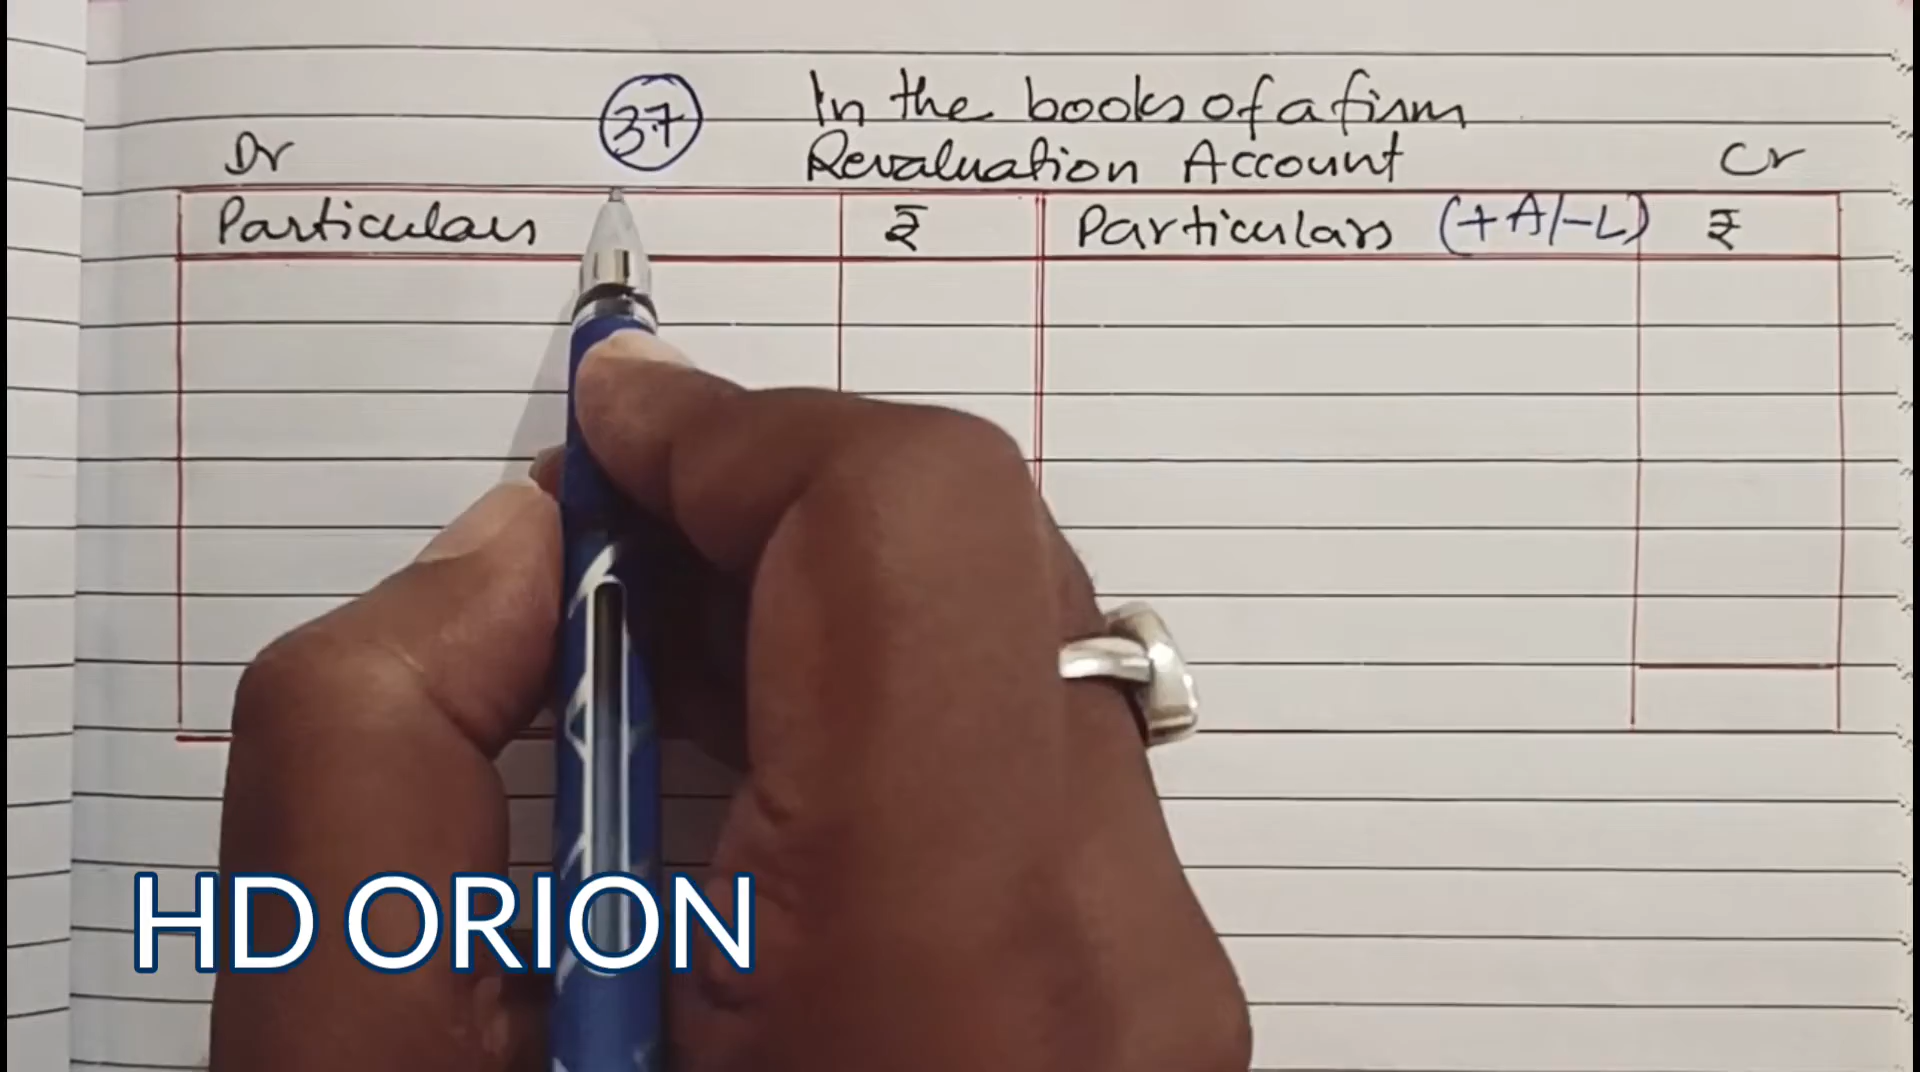 37 In the books of a firm
Dr Revaluation Account Cr
Particulars ₹ Particulars (+A/-L) ₹
HD ORION